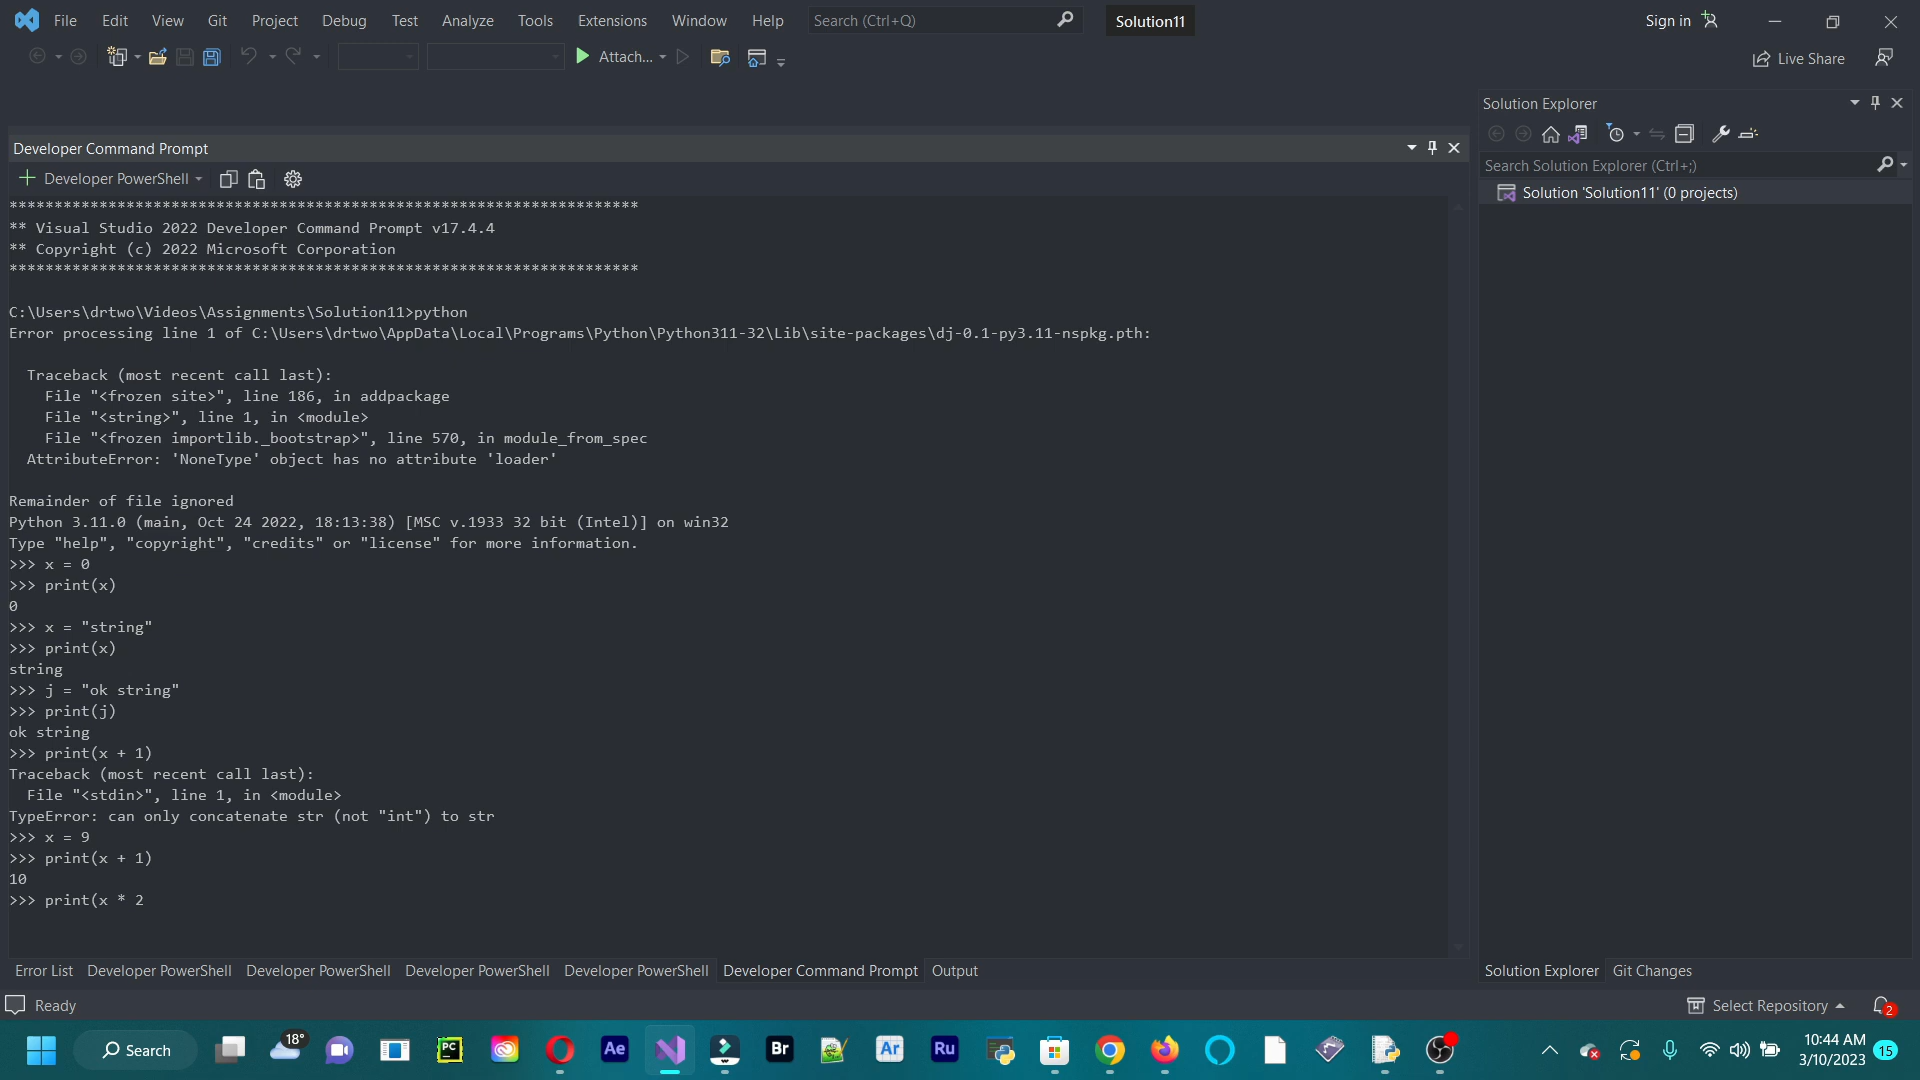 File Edit View Git Project Debug Test Analyze Tools Extensions Window Help Search (Ctrl+Q) Solution11 Sign in
Attach... Live Share
Solution Explorer
Developer Command Prompt
Developer PowerShell
Search Solution Explorer (Ctrl+;)
Solution 'Solution11' (0 projects)
**********************************************************************
** Visual Studio 2022 Developer Command Prompt v17.4.4
** Copyright (c) 2022 Microsoft Corporation
**********************************************************************
C:\Users\drtwo\Videos\Assignments\Solution11>python
Error processing line 1 of C:\Users\drtwo\AppData\Local\Programs\Python\Python311-32\Lib\site-packages\dj-0.1-py3.11-nspkg.pth:
Traceback (most recent call last):
File "<frozen site>", line 186, in addpackage
File "<string>", line 1, in <module>
File "<frozen importlib._bootstrap>", line 570, in module_from_spec
AttributeError: 'NoneType' object has no attribute 'loader'
Remainder of file ignored
Python 3.11.0 (main, Oct 24 2022, 18:13:38) [MSC v.1933 32 bit (Intel)] on win32
Type "help", "copyright", "credits" or "license" for more information.
>>> x = 0
>>> print(x)
0
>>> x = "string"
>>> print(x)
string
>>> j = "ok string"
>>> print(j)
ok string
>>> print(x + 1)
Traceback (most recent call last):
File "<stdin>", line 1, in <module>
TypeError: can only concatenate str (not "int") to str
>>> x = 9
>>> print(x + 1)
10
>>> print(x * 2
Error List Developer PowerShell Developer PowerShell Developer PowerShell Developer PowerShell Developer Command Prompt Output
Solution Explorer Git Changes
Ready Select Repository 2
Search 18° PC Ae Br Ar Ru 10:44 AM 15
3/10/2023